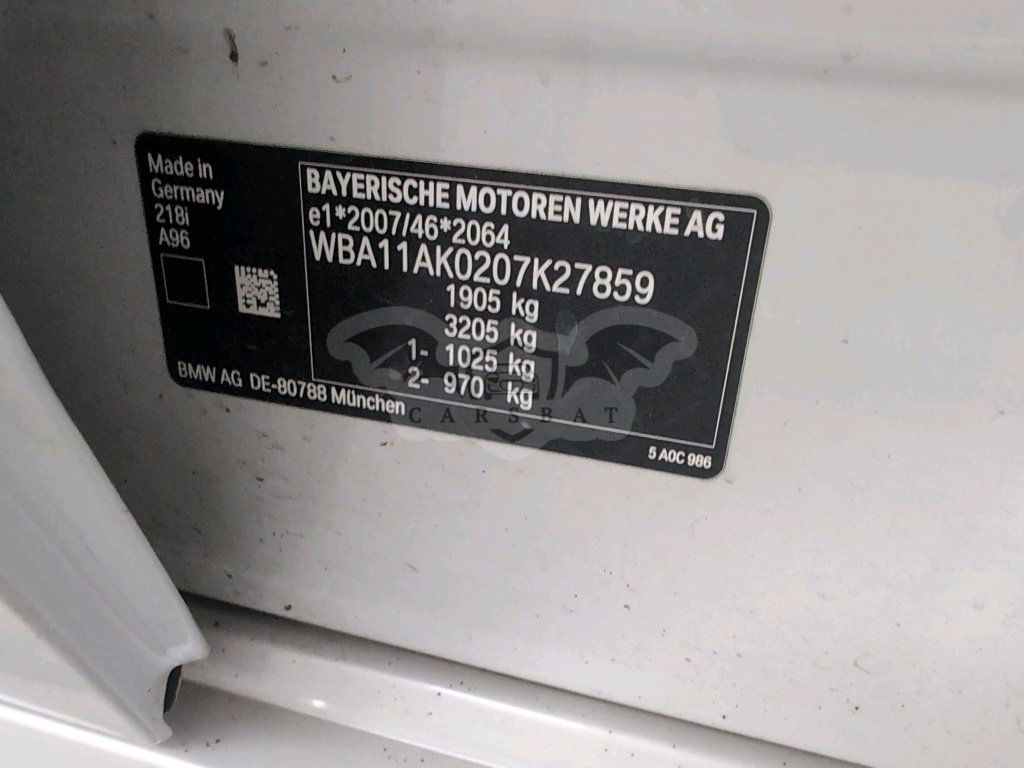 Made in
Germany
218i
A96
BAYERISCHE MOTOREN WERKE AG
e1*2007/46*2064
WBA11AK0207K27859
1905 kg
3205 kg
1- 1025 kg
2- 970 kg
BMW AG DE-80788 München
CARSBAT
5 A0C 986